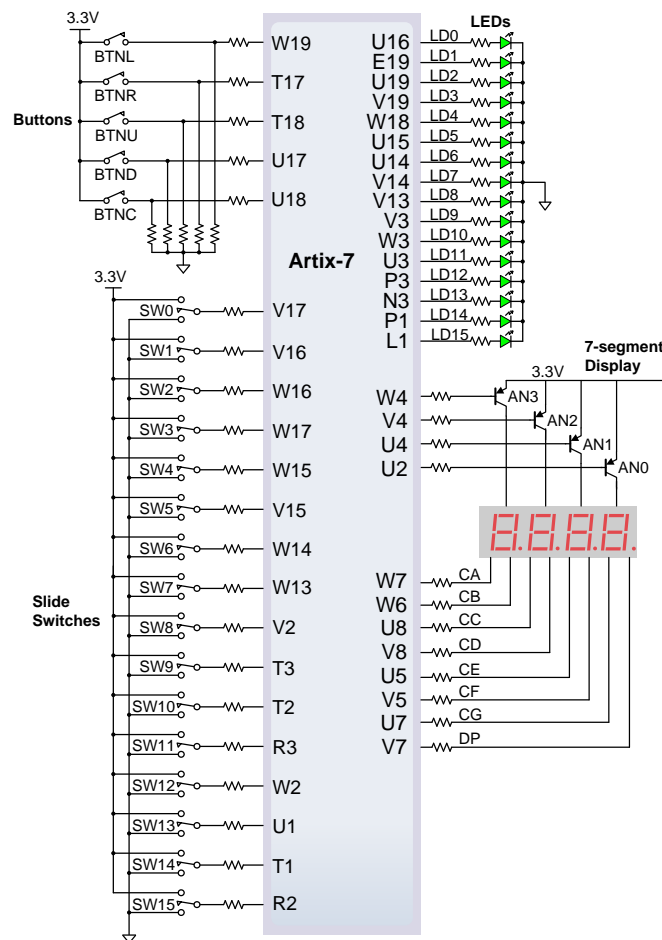 3.3V
BTNL
BTNR
BTNU
BTND
BTNC
Buttons
W19
T17
T18
U17
U18
Artix-7
LEDs
U16 LD0
E19 LD1
U19 LD2
V19 LD3
W18 LD4
U15 LD5
U14 LD6
V14 LD7
V13 LD8
V3 LD9
W3 LD10
U3 LD11
P3 LD12
N3 LD13
P1 LD14
L1 LD15
3.3V
SW0 V17
SW1 V16
SW2 W16
SW3 W17
SW4 W15
SW5 V15
SW6 W14
SW7 W13
SW8 V2
SW9 T3
SW10 T2
SW11 R3
SW12 W2
SW13 U1
SW14 T1
SW15 R2
Slide
Switches
7-segment
Display
3.3V
W4 AN3
V4 AN2
U4 AN1
U2 AN0
8.8.8.8.
W7 CA
W6 CB
U8 CC
V8 CD
U5 CE
V5 CF
U7 CG
V7 DP